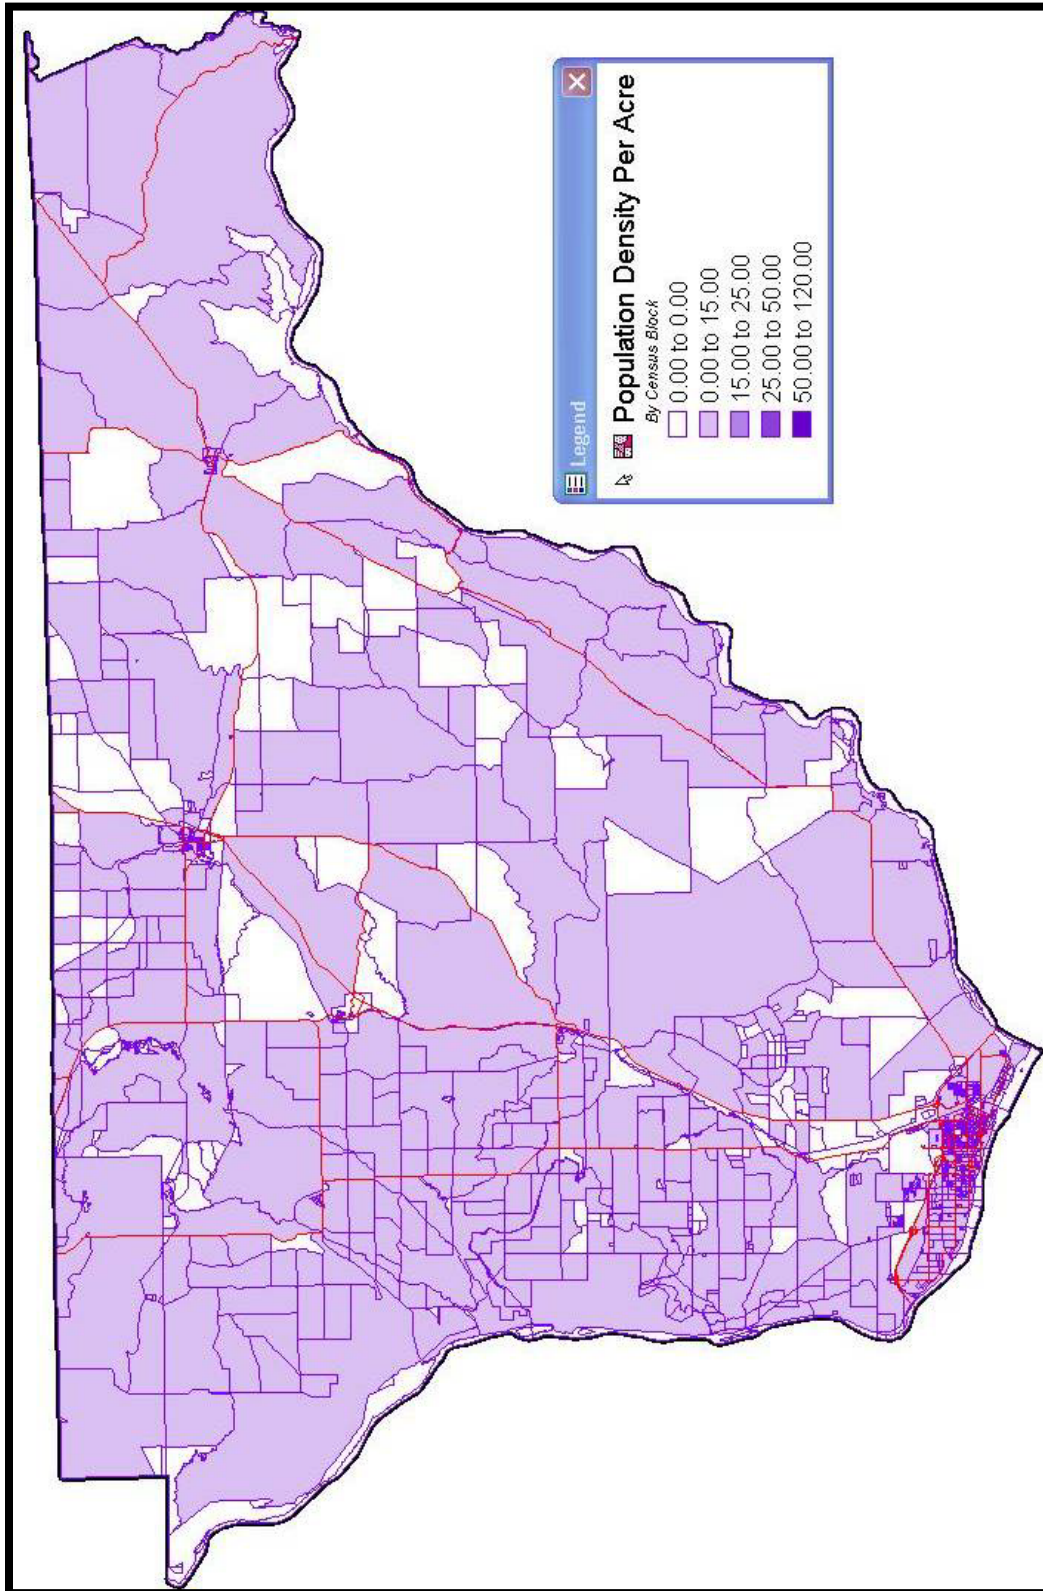 Legend
Population Density Per Acre
By Census Block
0.00 to 0.00
0.00 to 15.00
15.00 to 25.00
25.00 to 50.00
50.00 to 120.00